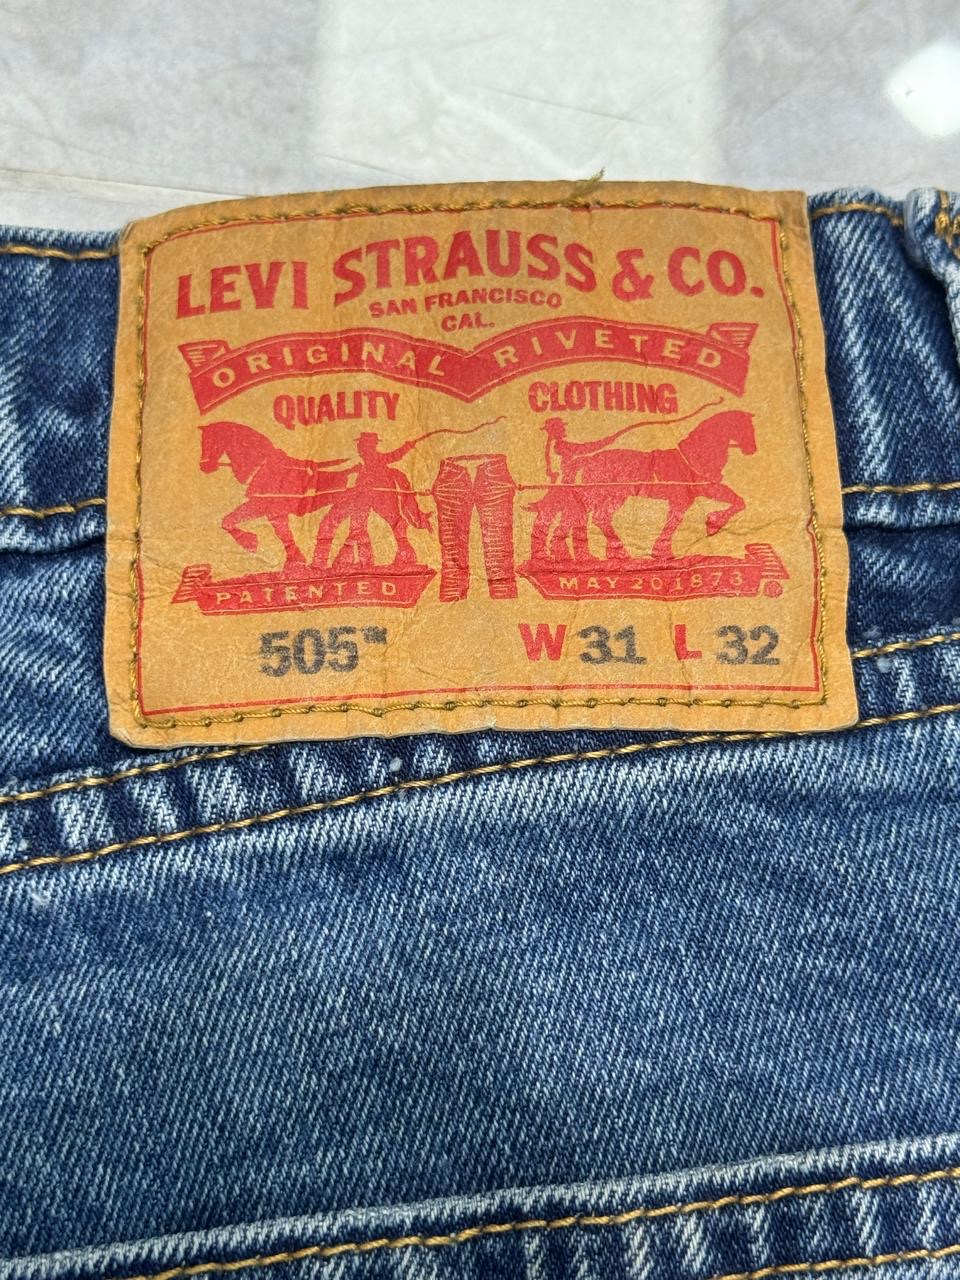 LEVI STRAUSS & CO.
SAN FRANCISCO
CAL.
ORIGINAL RIVETED
QUALITY CLOTHING
PATENTED MAY 20 1873 ®
505™ W 31 L 32